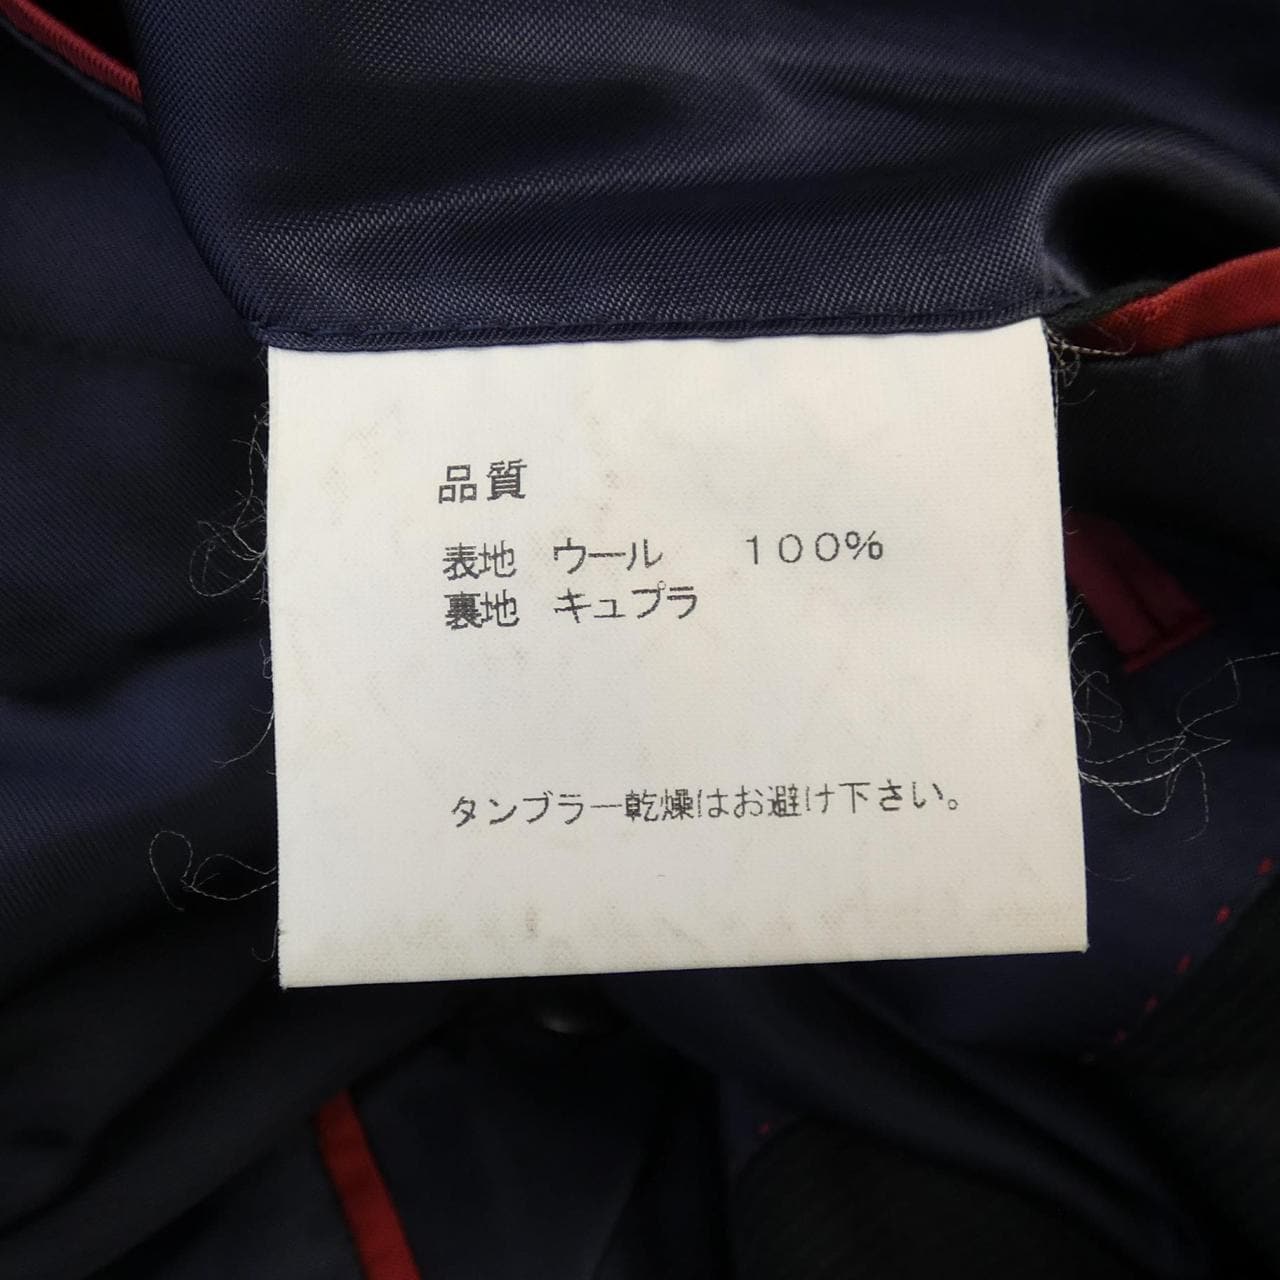 品質
表地 ウール 100%
裏地 キュプラ
タンブラー乾燥はお避け下さい。